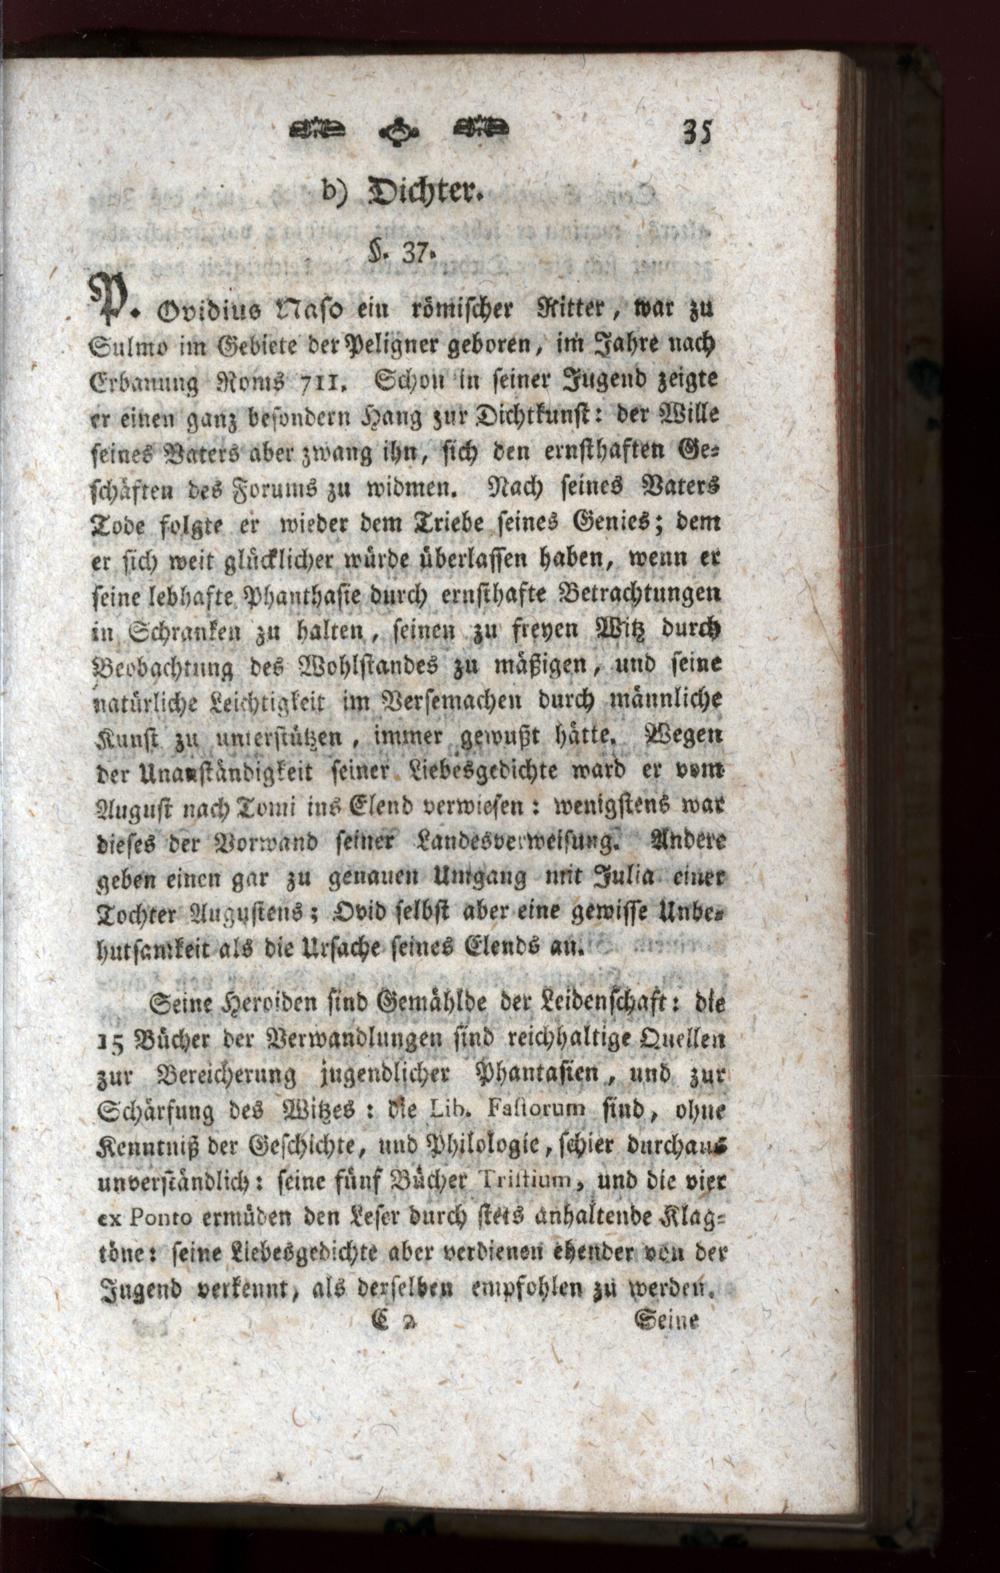 35
b) Dichter.
§. 37.
P. Ovidius Naso ein römischer Ritter, war zu
Sulmo im Gebiete der Peligner geboren, im Jahre nach
Erbauung Roms 711. Schon in seiner Jugend zeigte
er einen ganz besondern Hang zur Dichtkunst: der Wille
seines Vaters aber zwang ihn, sich den ernsthaften Ge-
schäften des Forums zu widmen. Nach seines Vaters
Tode folgte er wieder dem Triebe seines Genies; dem
er sich weit glücklicher würde überlassen haben, wenn er
seine lebhafte Phanthasie durch ernsthafte Betrachtungen
in Schranken zu halten, seinen zu freyen Witz durch
Beobachtung des Wohlstandes zu mäßigen, und seine
natürliche Leichtigkeit im Versemachen durch männliche
Kunst zu unterstützen, immer gewußt hätte. Wegen
der Unanständigkeit seiner Liebesgedichte ward er vom
August nach Tomi ins Elend verwiesen: wenigstens war
dieses der Vorwand seiner Landesverweisung. Andere
geben einen gar zu genauen Umgang mit Julia einer
Tochter Augustens; Ovid selbst aber eine gewisse Unbe-
hutsamkeit als die Ursache seines Elends an.
Seine Heroiden sind Gemählde der Leidenschaft: die
15 Bücher der Verwandlungen sind reichhaltige Quellen
zur Bereicherung jugendlicher Phantasien, und zur
Schärfung des Witzes: die Lib. Fastorum sind, ohne
Kenntniß der Geschichte, und Philologie, schier durchaus
unverständlich: seine fünf Bücher Tristium, und die vier
ex Ponto ermüden den Leser durch stets anhaltende Klag-
töne: seine Liebesgedichte aber verdienen ehender von der
Jugend verkennt, als derselben empfohlen zu werden.
C 2 Seine